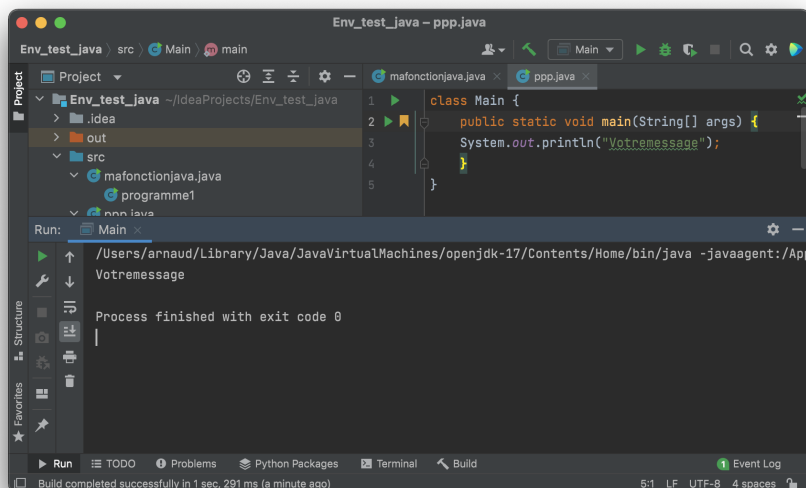 Env_test_java – ppp.java
Env_test_java 〉 src 〉 Main 〉 main
Main
Project
Project
mafonctionjava.java
ppp.java
Env_test_java ~/IdeaProjects/Env_test_java
.idea
out
src
mafonctionjava.java
programme1
ppp.java
1 class Main {
2 public static void main(String[] args) {
3 System.out.println("Votremessage");
4 }
5 }
Run: Main
/Users/arnaud/Library/Java/JavaVirtualMachines/openjdk-17/Contents/Home/bin/java -javaagent:/App
Votremessage
Process finished with exit code 0
Structure
Favorites
Run TODO Problems Python Packages Terminal Build 1 Event Log
Build completed successfully in 1 sec, 291 ms (a minute ago) 5:1 LF UTF-8 4 spaces